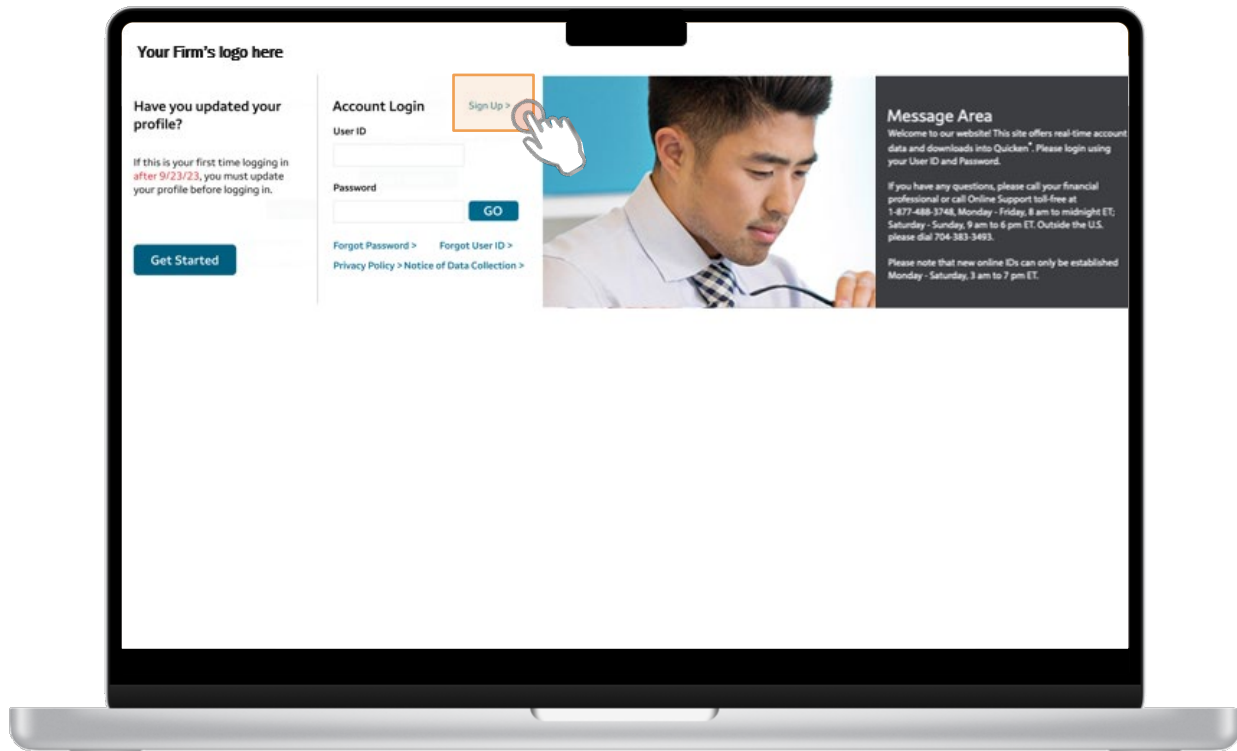 Your Firm's logo here
Have you updated your
profile?
If this is your first time logging in
after 9/23/23, you must update
your profile before logging in.
Get Started
Account Login
Sign Up >
User ID
Password
GO
Forgot Password >
Forgot User ID >
Privacy Policy >
Notice of Data Collection >
Message Area
Welcome to our website! This site offers real-time account
data and downloads into Quicken*. Please login using
your User ID and Password.
If you have any questions, please call your financial
professional or call Online Support toll-free at
1-877-488-3748, Monday - Friday, 8 am to midnight ET;
Saturday - Sunday, 9 am to 6 pm ET. Outside the U.S.
please dial 704-383-3493.
Please note that new online IDs can only be established
Monday - Saturday, 3 am to 7 pm ET.